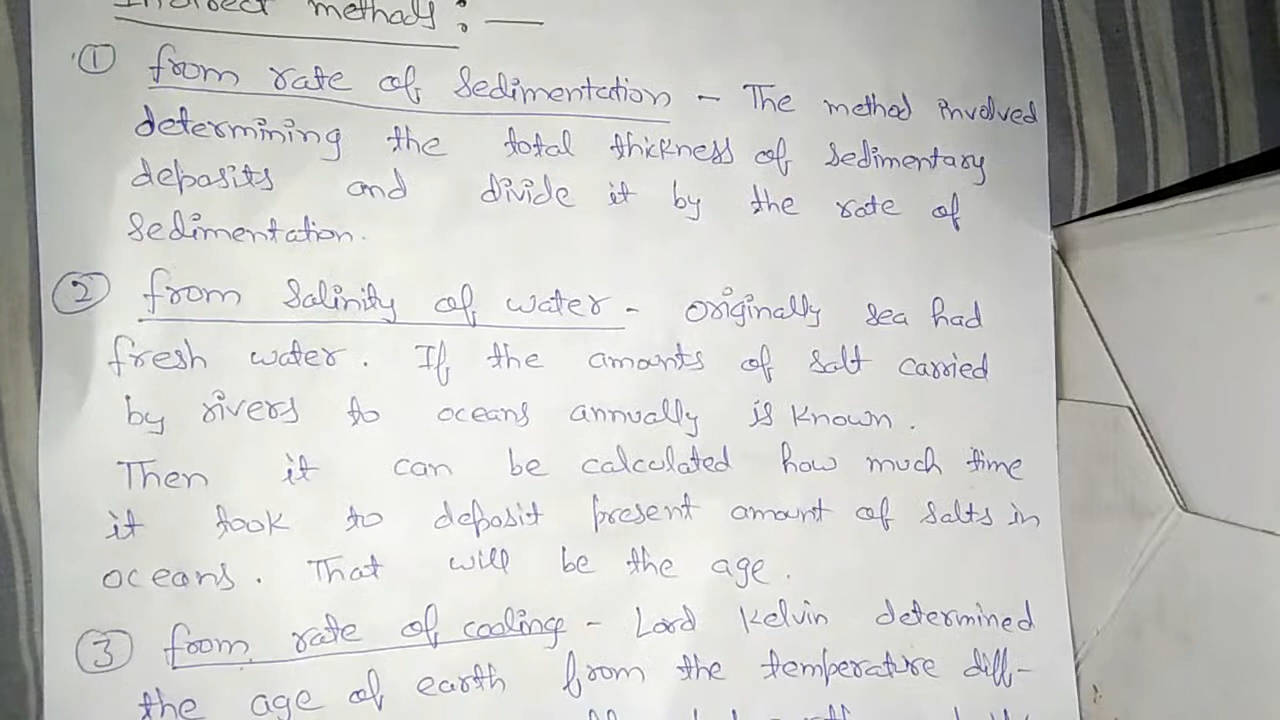 Indirect methods : —
① from rate of Sedimentation - The method involved
determining the total thickness of Sedimentary
deposits and divide it by the rate of
Sedimentation.
② from Salinity of water - originally sea had
fresh water. If the amounts of salt carried
by rivers to oceans annually is known.
Then it can be calculated how much time
it took to deposit present amount of salts in
oceans. That will be the age.
③ from rate of cooling - Lord Kelvin determined
the age of earth from the temperature diff-